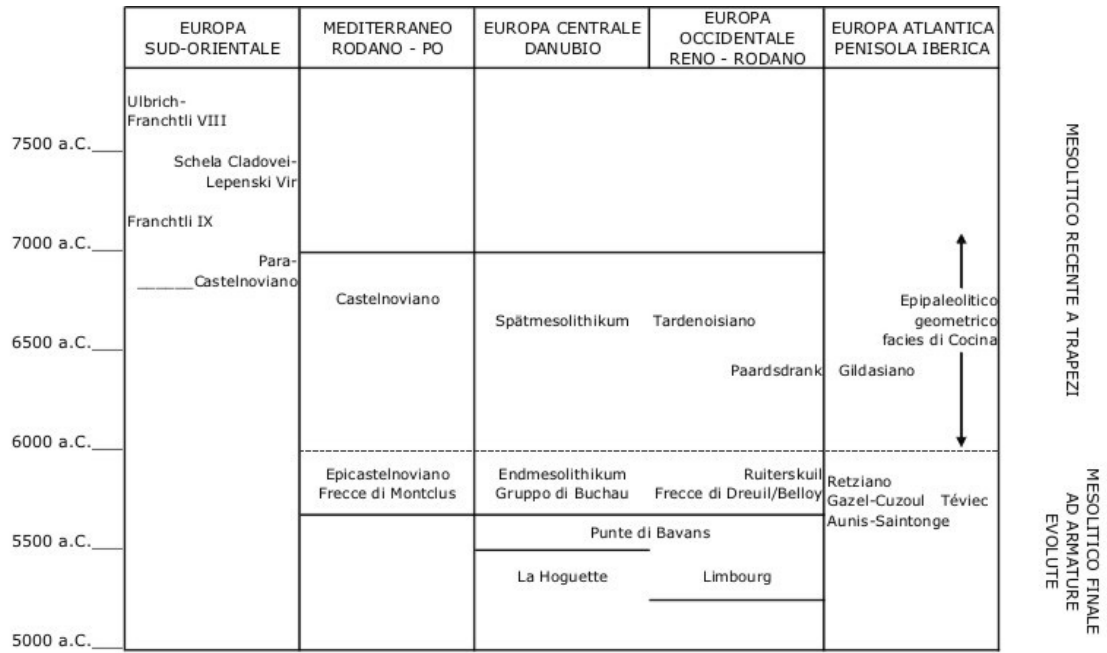 EUROPA
SUD-ORIENTALE
MEDITERRANEO
RODANO - PO
EUROPA CENTRALE
DANUBIO
EUROPA
OCCIDENTALE
RENO - RODANO
EUROPA ATLANTICA
PENISOLA IBERICA
Ulbrich-
Franchtli VIII
7500 a.C.
Schela Cladovei-
Lepenski Vir
Franchtli IX
7000 a.C.
Para-
Castelnoviano
Castelnoviano
Spätmesolithikum
Tardenoisiano
Epipaleolitico
geometrico
facies di Cocina
6500 a.C.
Paardsdrank
Gildasiano
6000 a.C.
Epicastelnoviano
Frecce di Montclus
Endmesolithikum
Gruppo di Buchau
Ruiterskuil
Frecce di Dreuil/Belloy
Retziano
Gazel-Cuzoul Téviec
Aunis-Saintonge
5500 a.C.
Punte di Bavans
La Hoguette
Limbourg
5000 a.C.
MESOLITICO RECENTE A TRAPEZI
MESOLITICO FINALE
AD ARMATURE
EVOLUTE